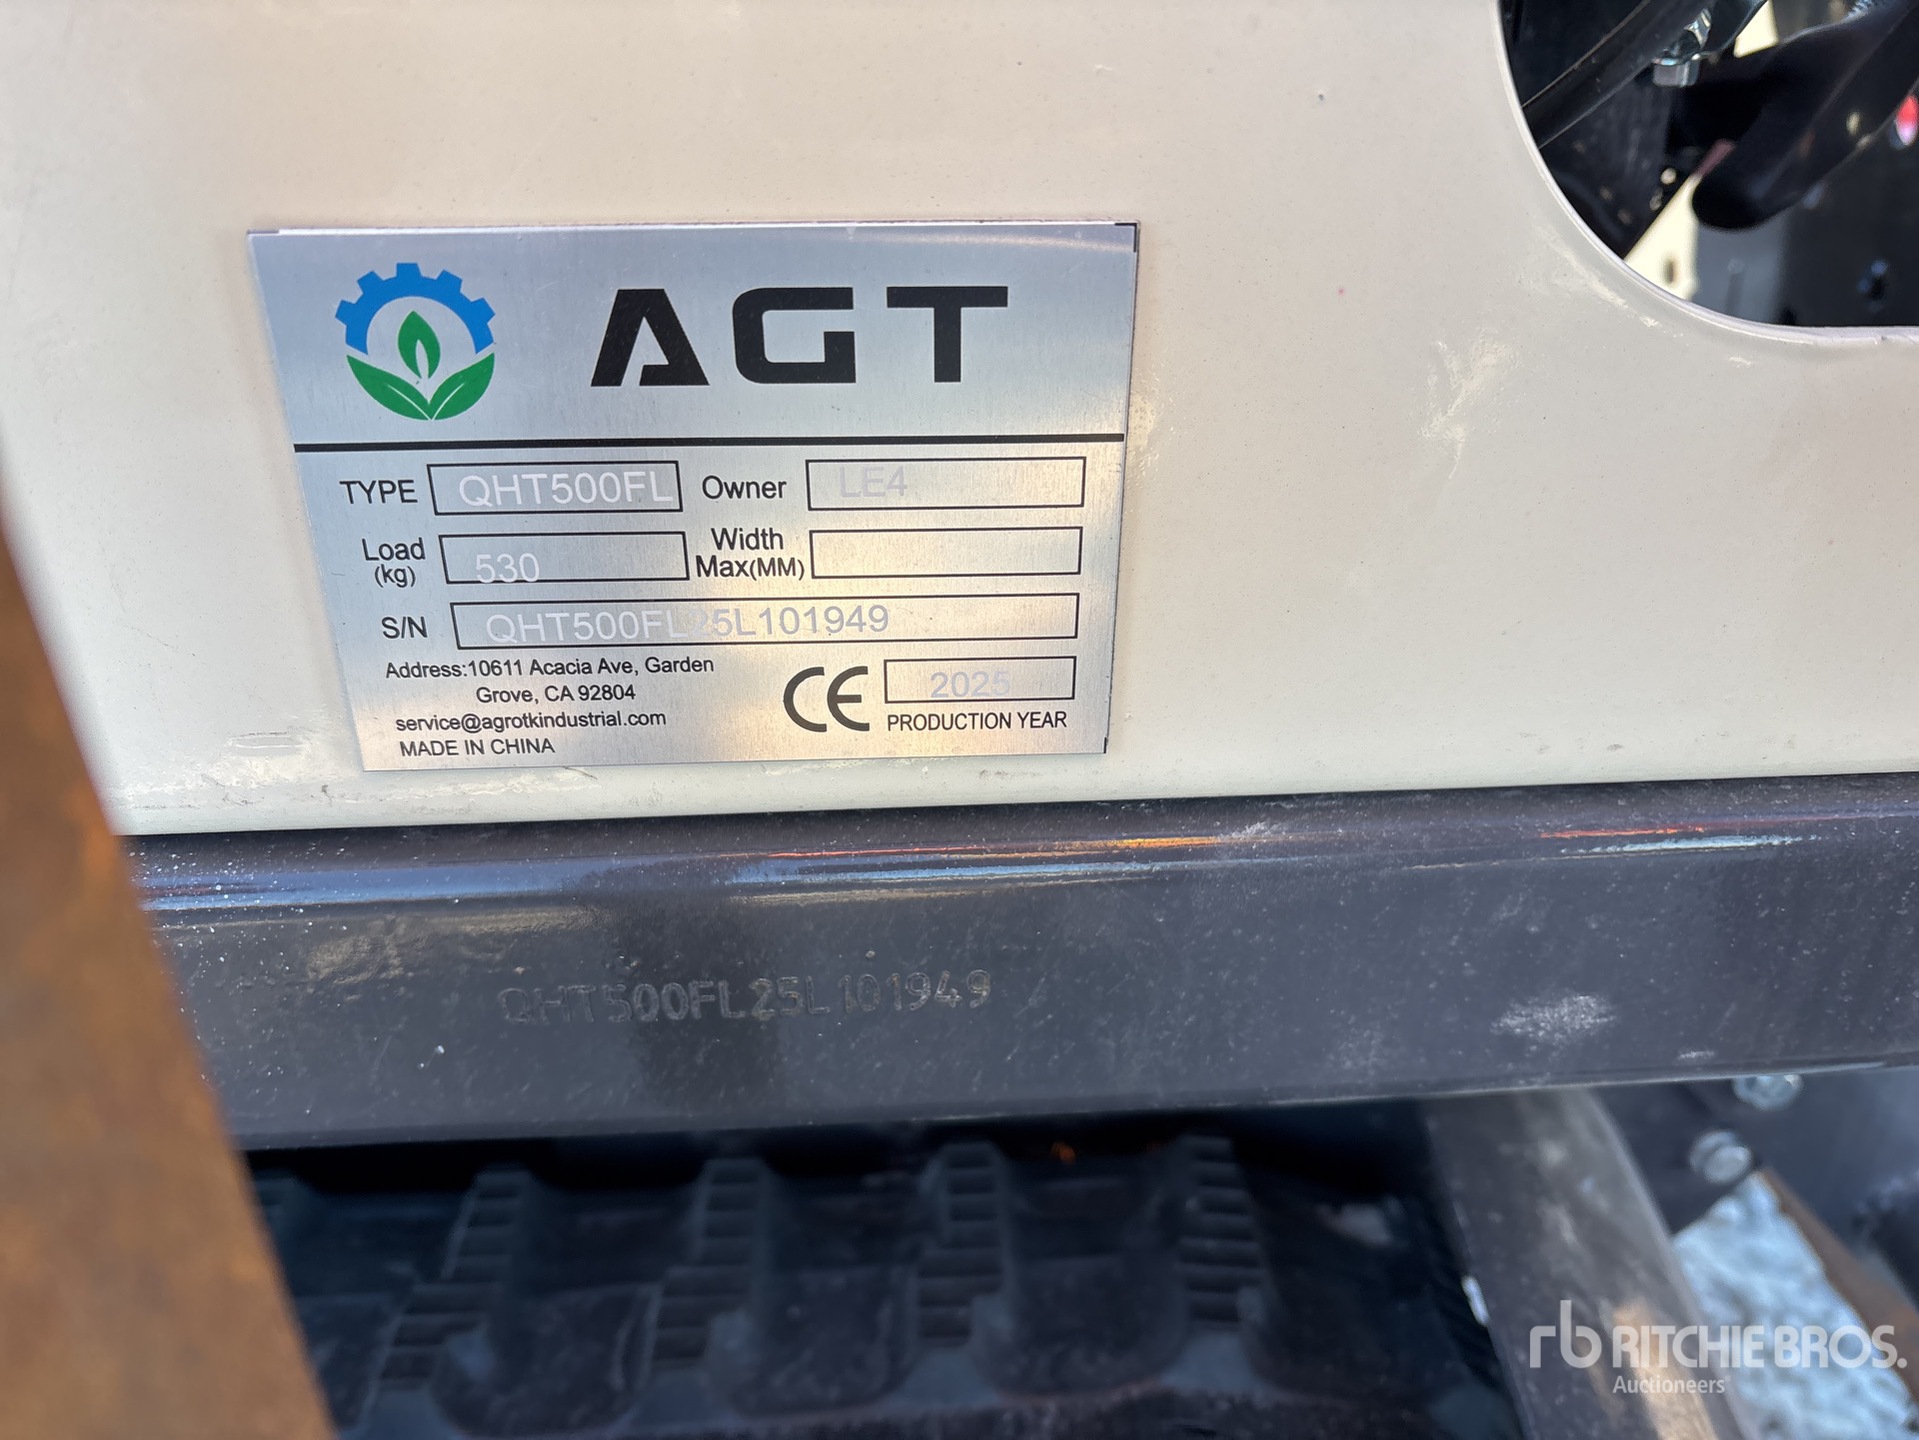 AGT
TYPE QHT500FL Owner LE4
Load (kg) 530 Width Max(MM)
S/N QHT500FL25L101949
Address:10611 Acacia Ave, Garden
Grove, CA 92804
service@agrotkindustrial.com
MADE IN CHINA
CE 2025
PRODUCTION YEAR
QHT500FL25L101949
rb RITCHIE BROS.
Auctioneers